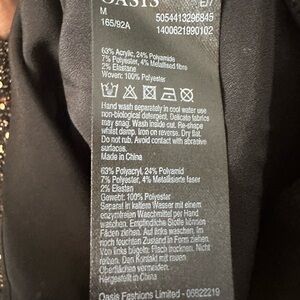 OASIS
M
165/92A
E/7
5054413296845
1400621990102
63% Acrylic, 24% Polyamide
7% Polyester, 4% Metallised fibre
2% Elastane
Woven: 100% Polyester
Hand wash separately in cool water use
non-biological detergent. Delicate fabrics
may snag. Wash inside out. Re-shape
whilst damp. Iron on reverse. Dry flat.
Do not rub. Avoid contact with abrasive
surfaces.
Made in China
63% Polyacryl, 24% Polyamid
7% Polyester, 4% Metallisierte faser
2% Elastan
Gewebt: 100% Polyester
Separat in kaltem Wasser mit einem
enzymfreien Waschmittel per Hand
waschen. Empfindliche Stoffe können
Fäden ziehen. Auf links waschen. Im
noch feuchten Zustand in Form ziehen.
Von links bügeln. Flach trocknen. Nicht
reiben. Den Kontakt mit rauen
Oberflächen vermeiden.
Hergestellt in China
Oasis Fashions Limited - 06822219